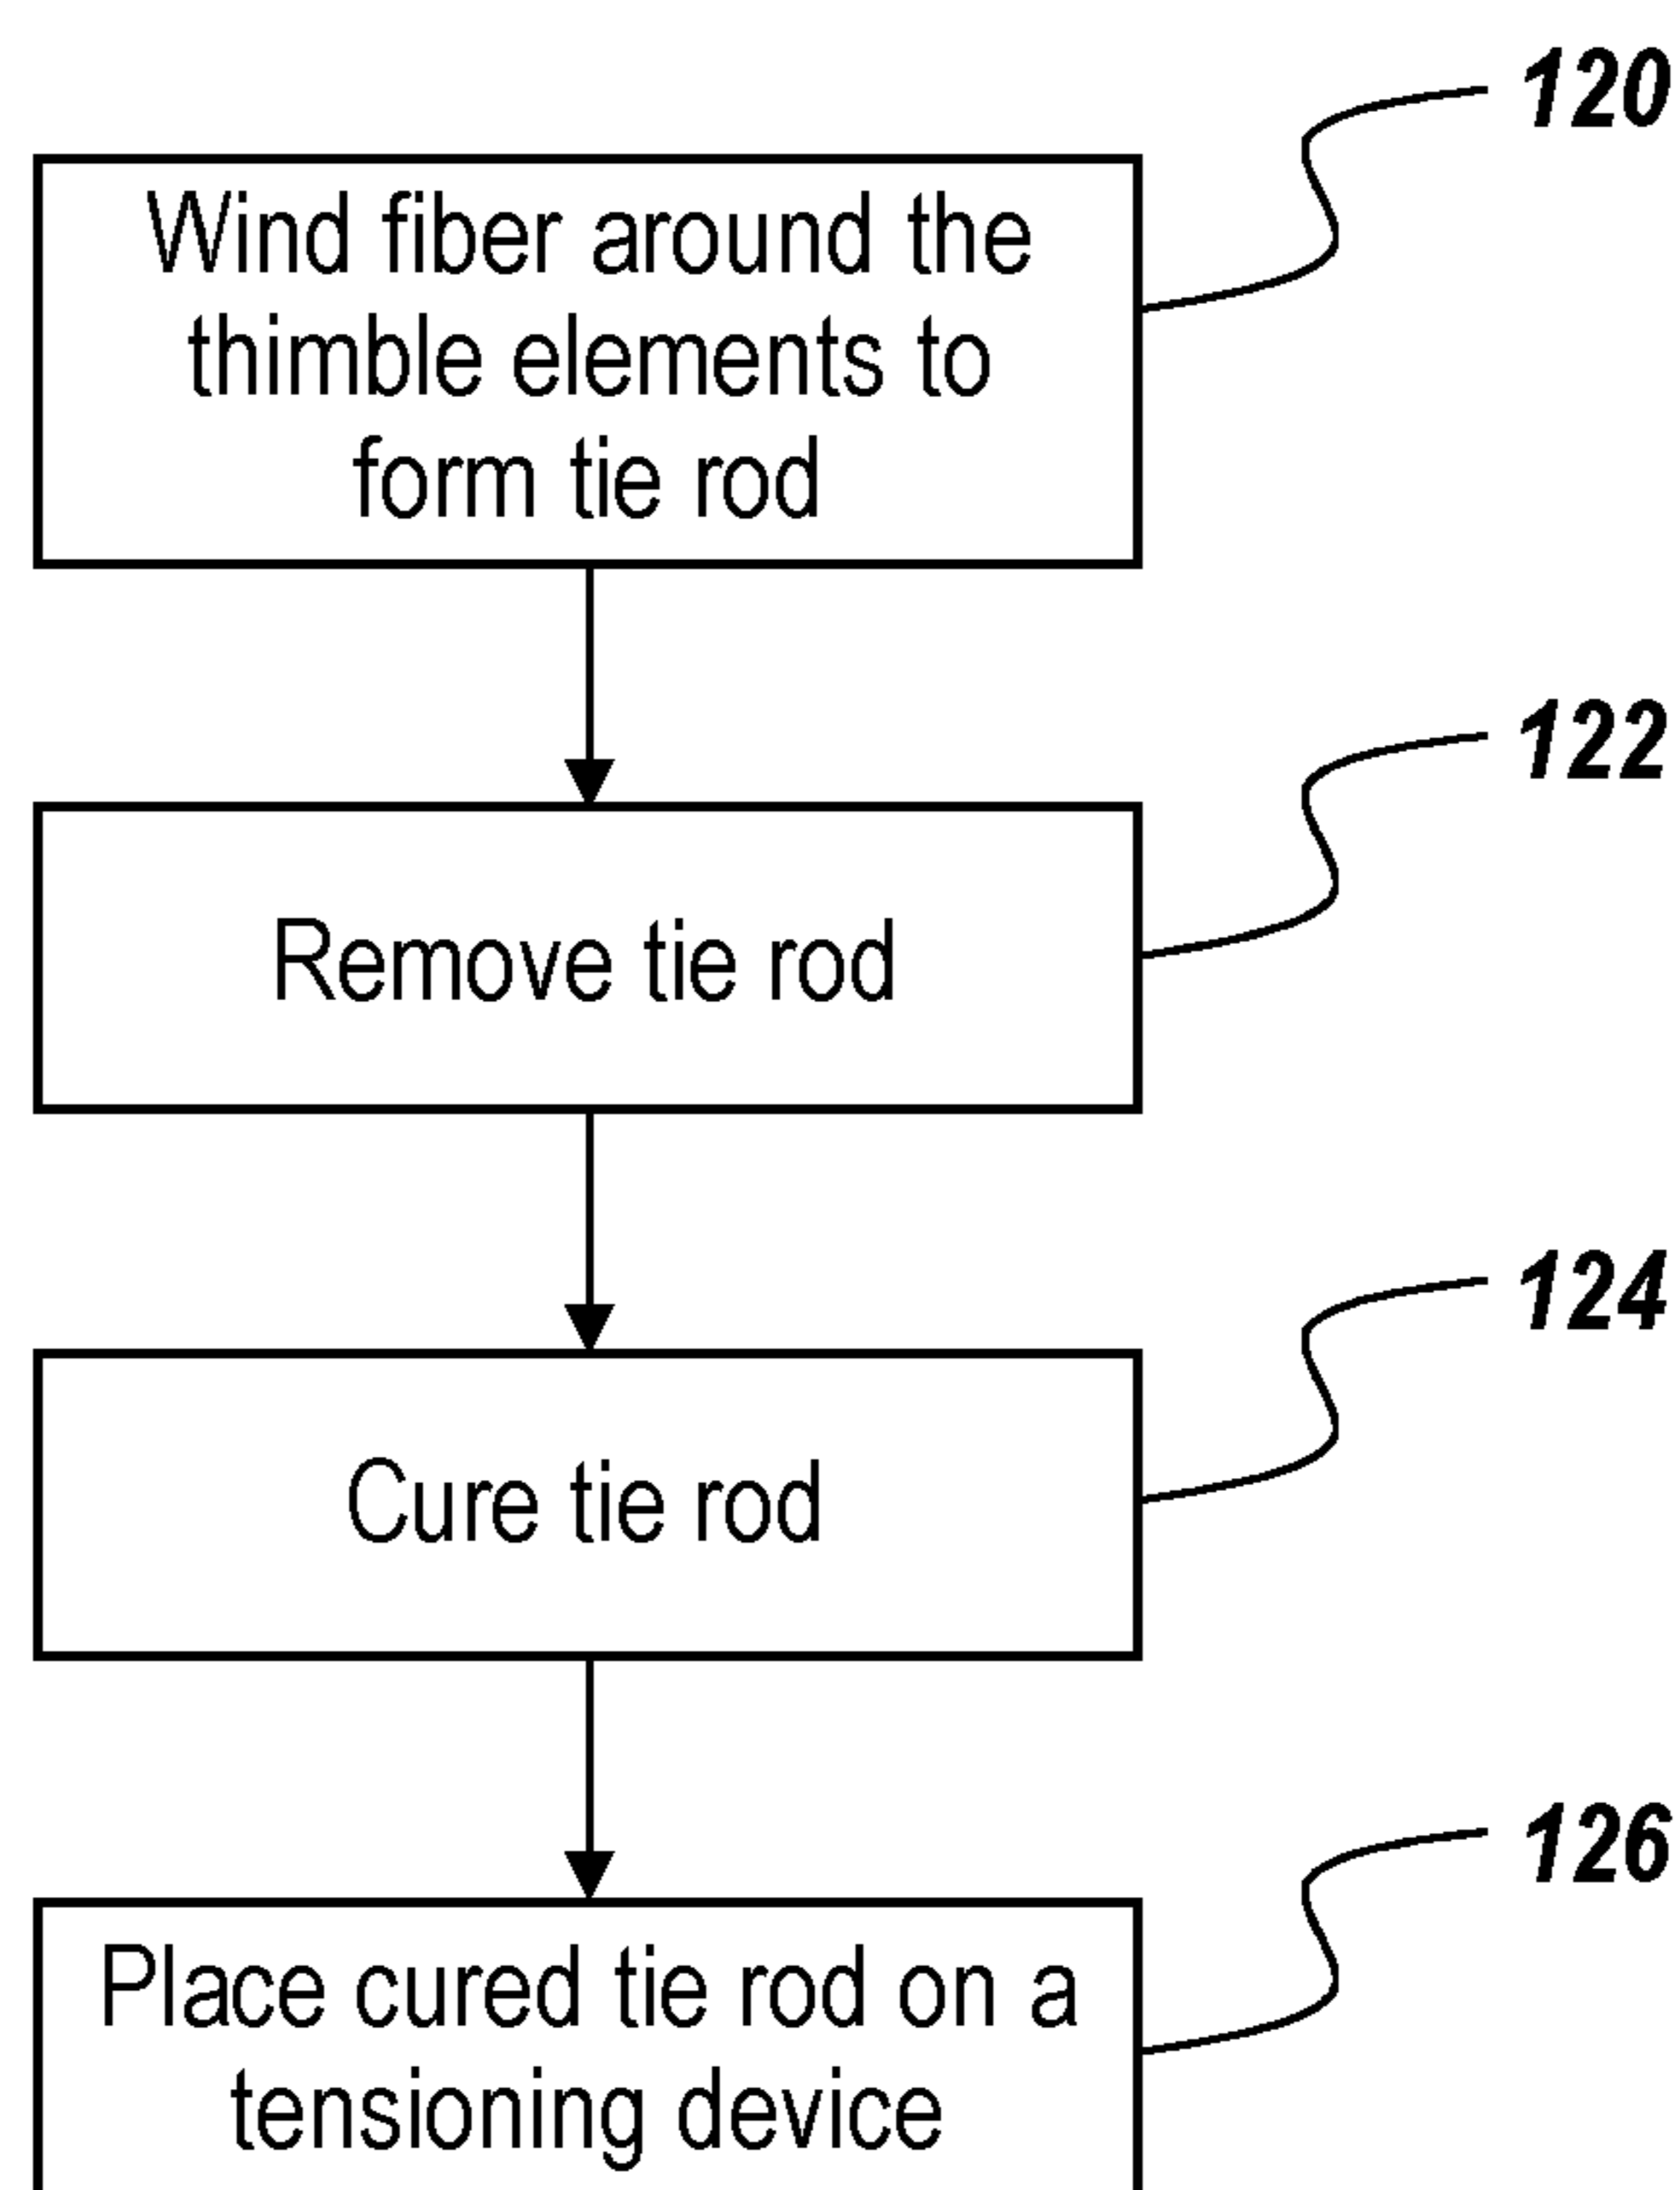 120
Wind fiber around the
thimble elements to
form tie rod
122
Remove tie rod
124
Cure tie rod
126
Place cured tie rod on a
tensioning device